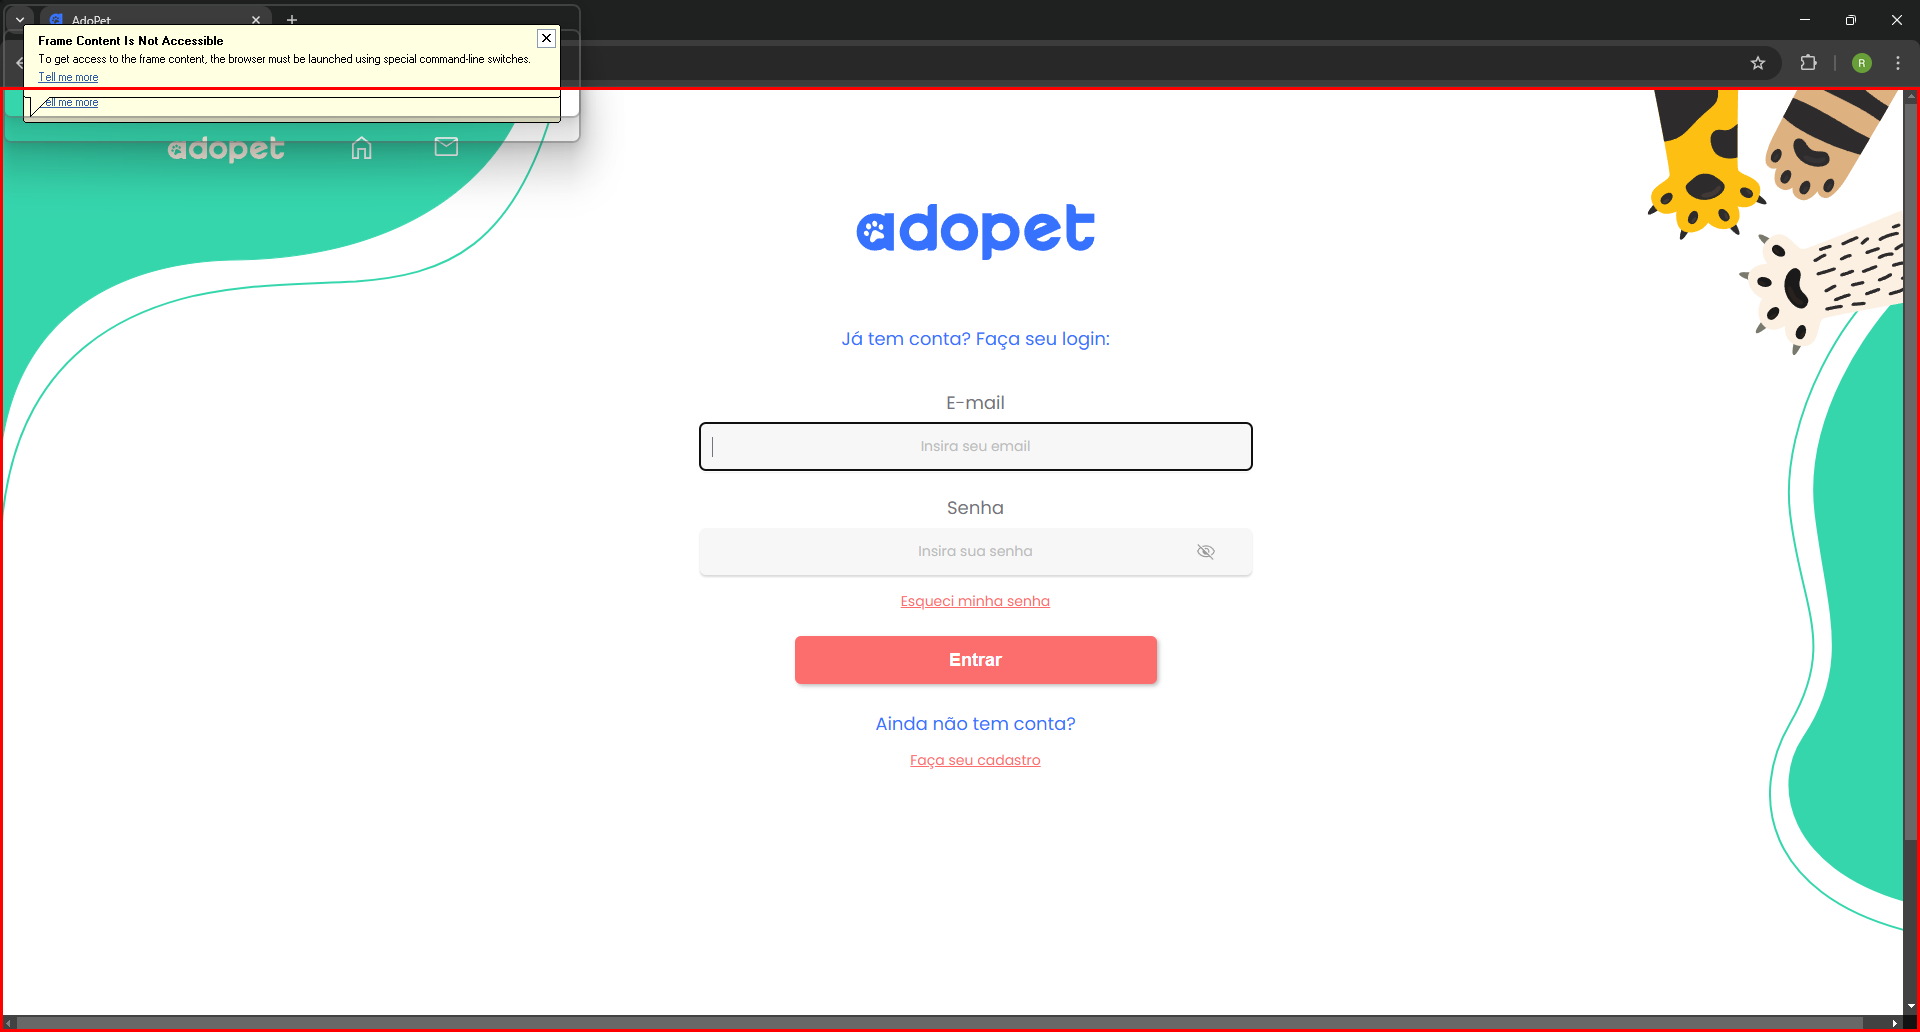 AdoPet
Frame Content Is Not Accessible
To get access to the frame content, the browser must be launched using special command-line switches.
Tell me more
ell me more
R
adopet
adopet
Já tem conta? Faça seu login:
E-mail
Insira seu email
Senha
Insira sua senha
Esqueci minha senha
Entrar
Ainda não tem conta?
Faça seu cadastro